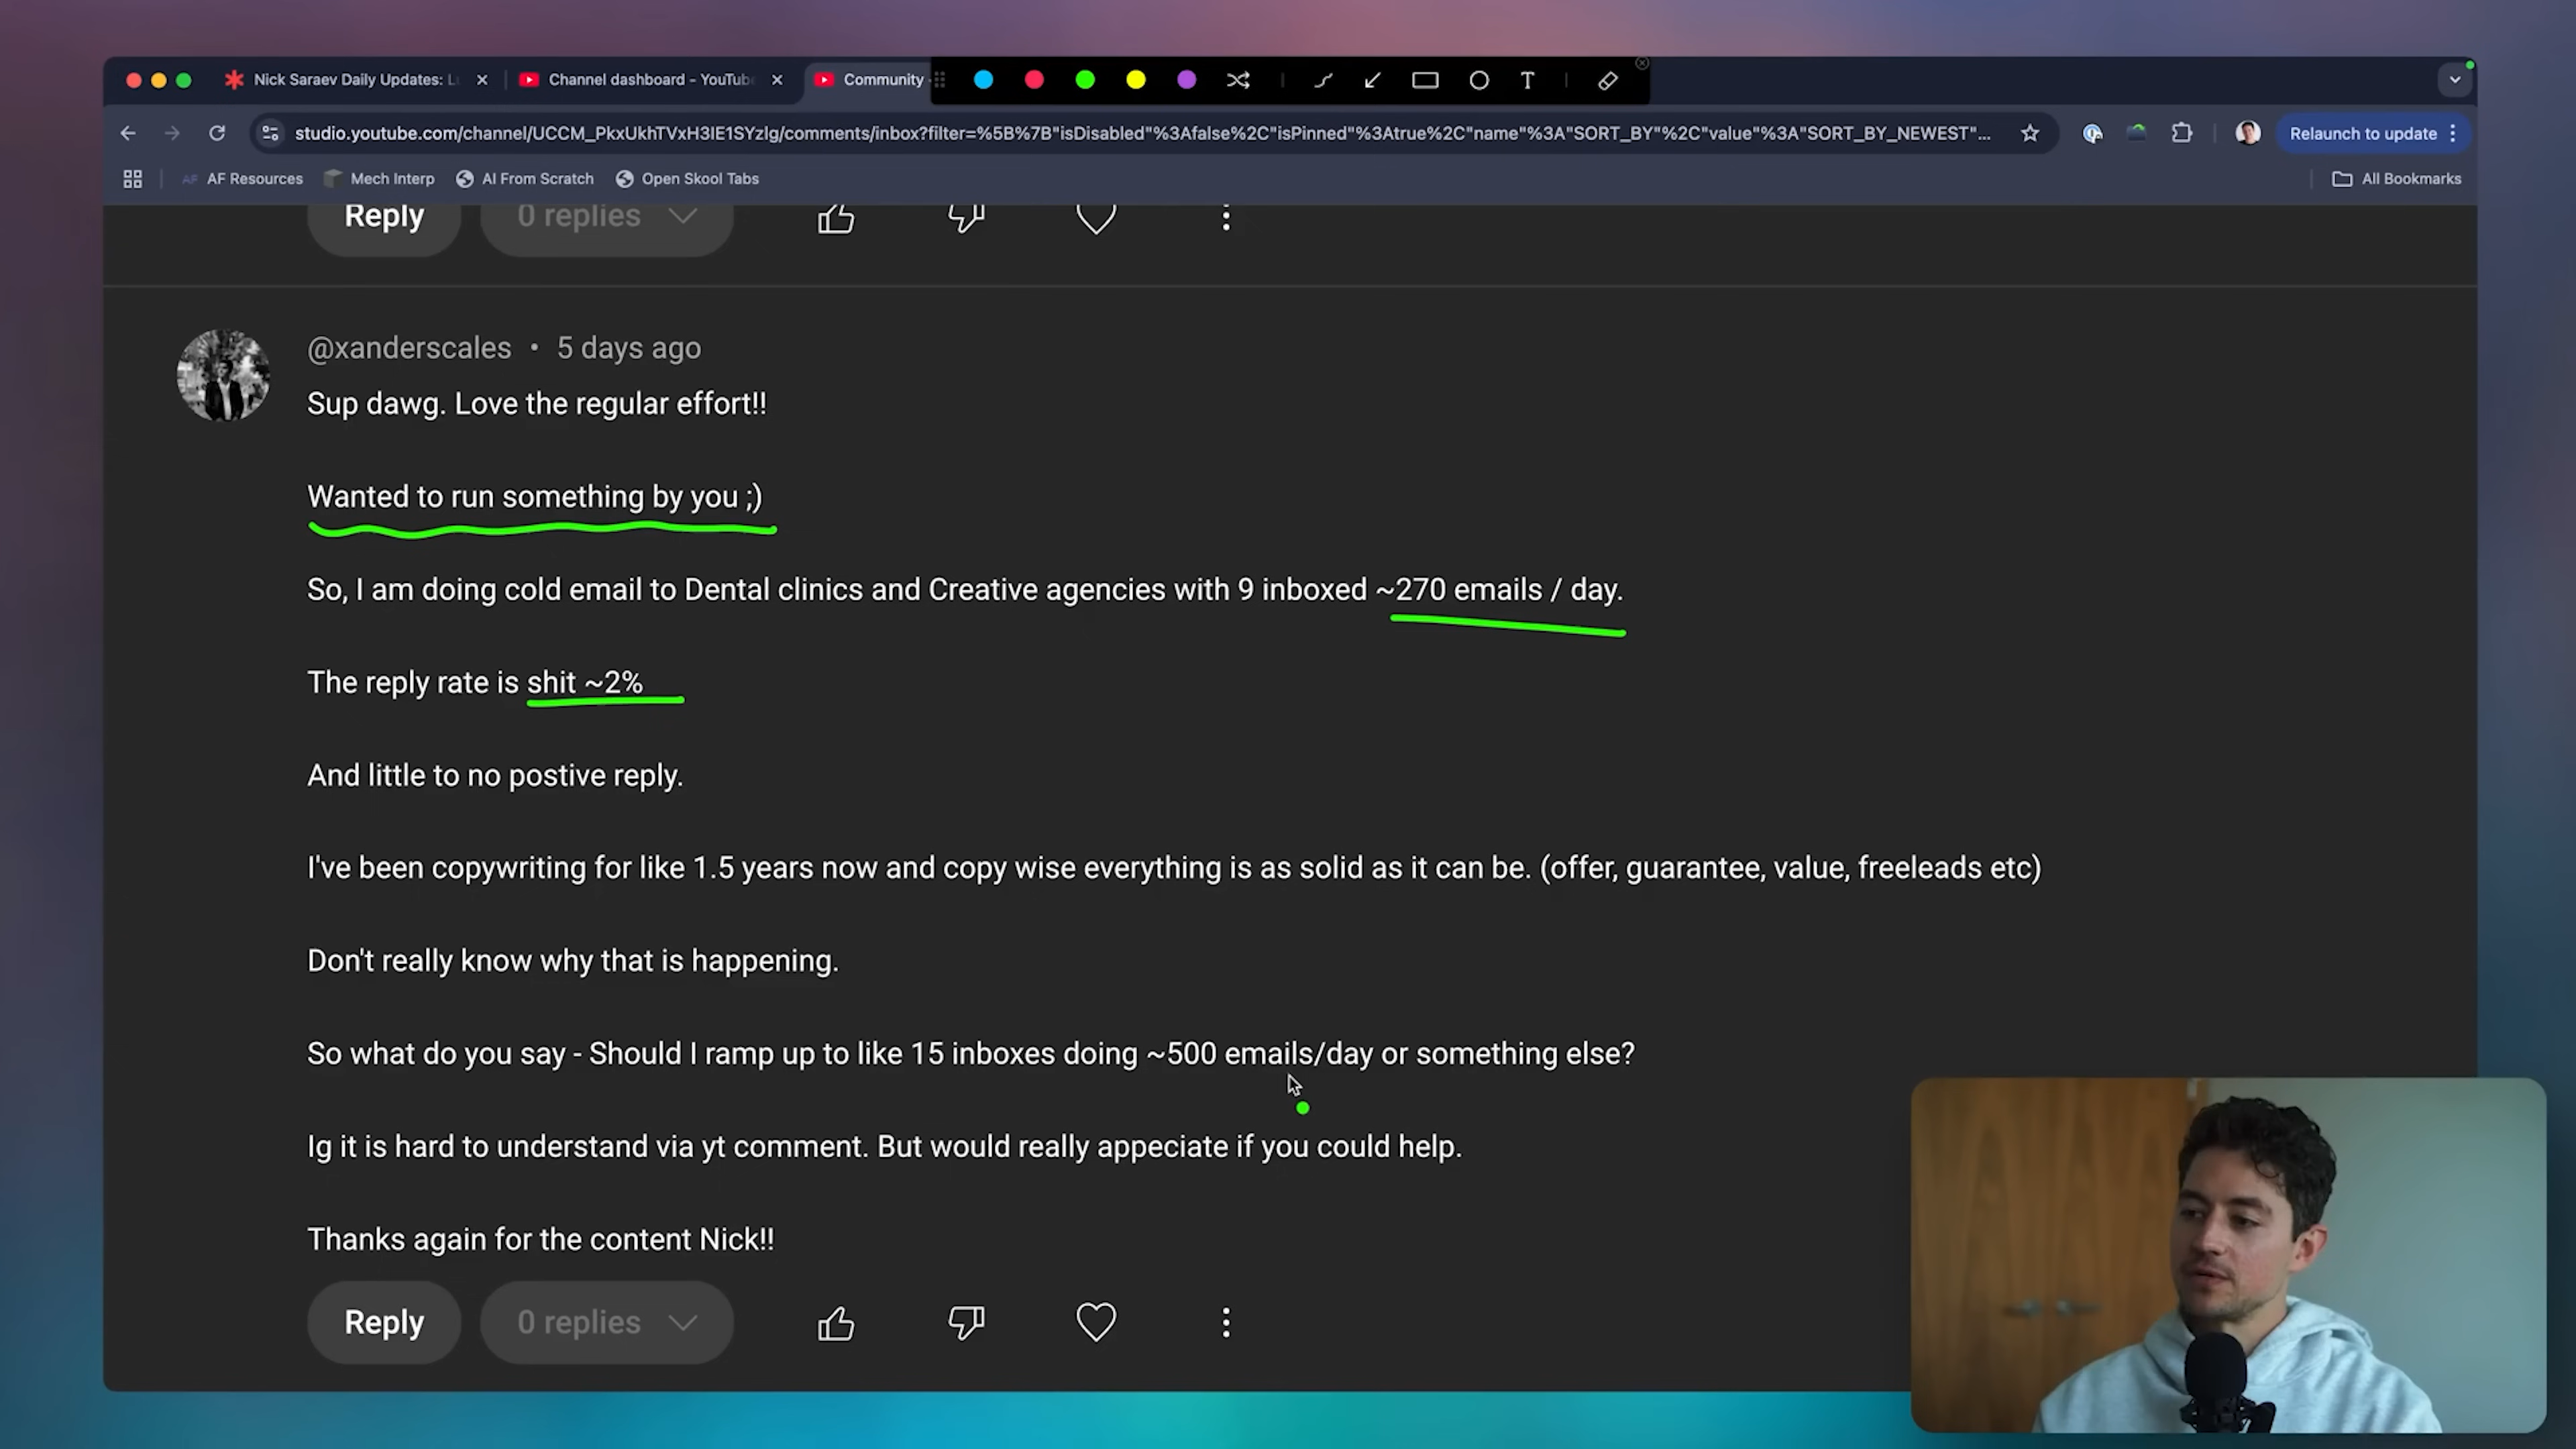 Nick Saraev Daily Updates: L
Channel dashboard - YouTub
Community
studio.youtube.com/channel/UCCM_PkxUkhTVxH3IE1SYzlg/comments/inbox?filter=%5B%7B"isDisabled"%3Afalse%2C"isPinned"%3Atrue%2C"name"%3A"SORT_BY"%2C"value"%3A"SORT_BY_NEWEST"...
Relaunch to update
AF Resources
Mech Interp
AI From Scratch
Open Skool Tabs
All Bookmarks
Reply
0 replies
@xanderscales • 5 days ago
Sup dawg. Love the regular effort!!
Wanted to run something by you ;)
So, I am doing cold email to Dental clinics and Creative agencies with 9 inboxed ~270 emails / day.
The reply rate is shit ~2%
And little to no postive reply.
I've been copywriting for like 1.5 years now and copy wise everything is as solid as it can be. (offer, guarantee, value, freeleads etc)
Don't really know why that is happening.
So what do you say - Should I ramp up to like 15 inboxes doing ~500 emails/day or something else?
Ig it is hard to understand via yt comment. But would really appeciate if you could help.
Thanks again for the content Nick!!
Reply
0 replies